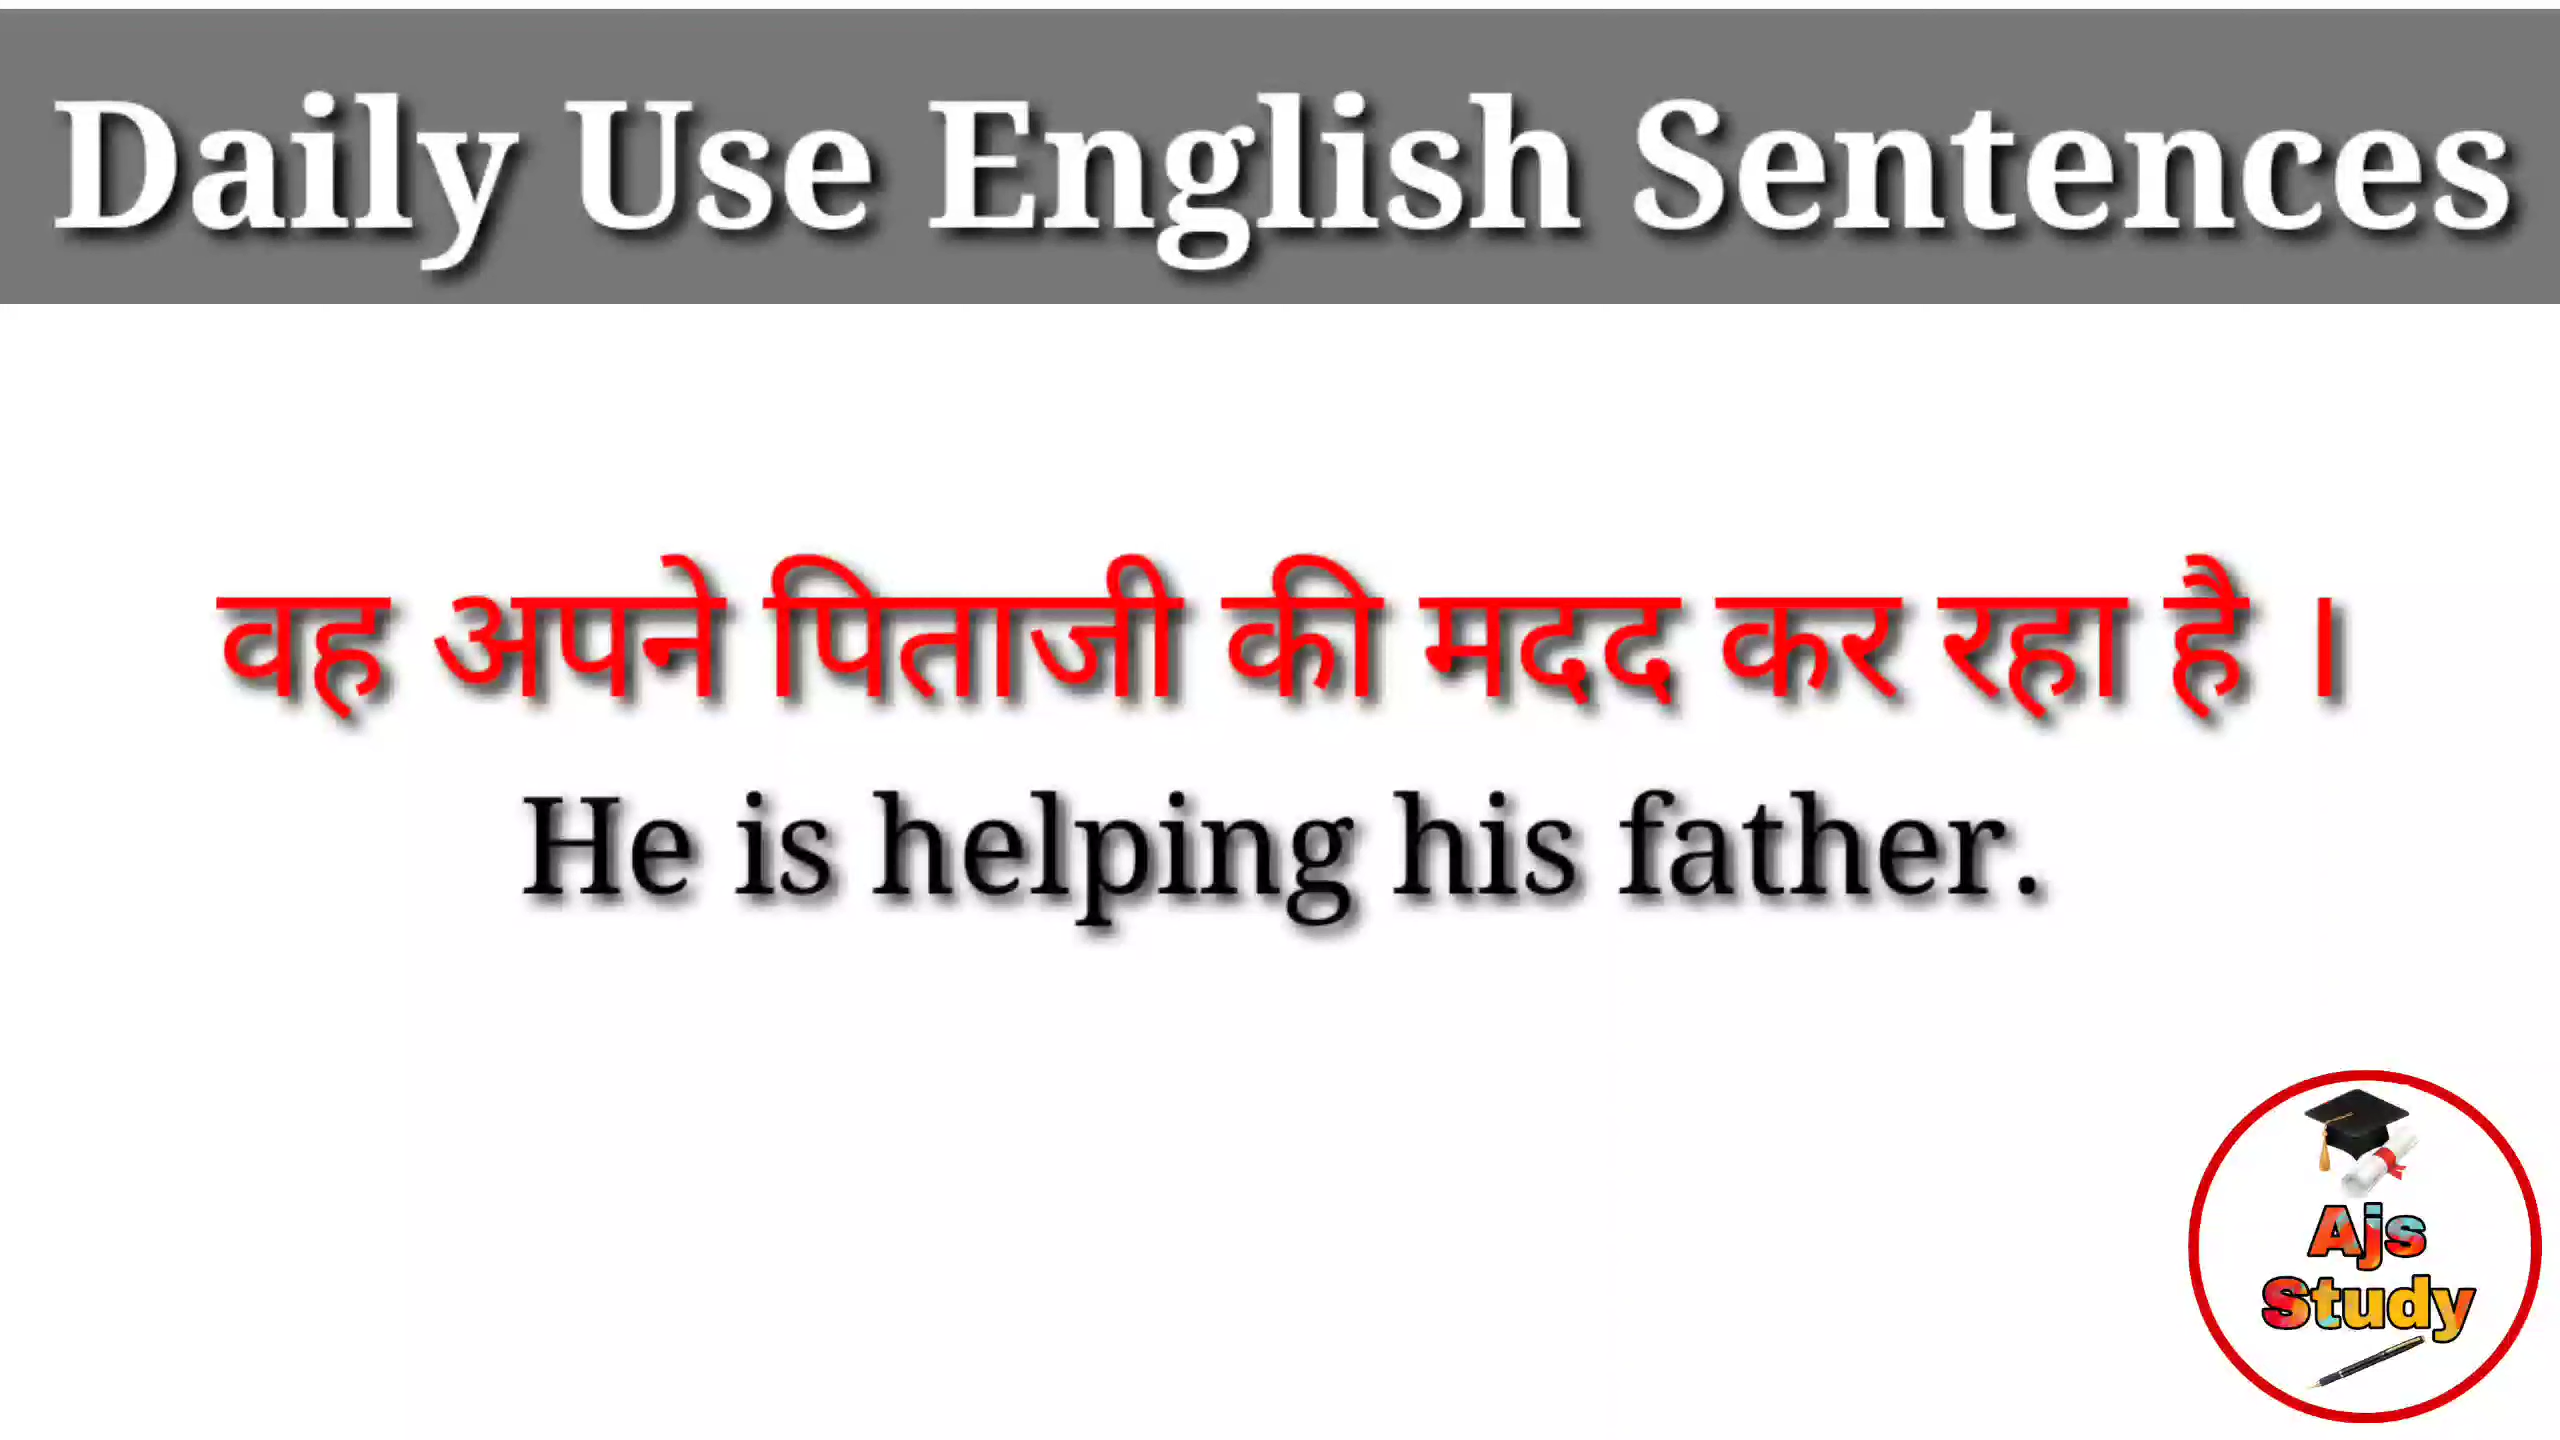 Daily Use English Sentences
वह अपने पिताजी की मदद कर रहा है ।
He is helping his father.
Ajs
Study